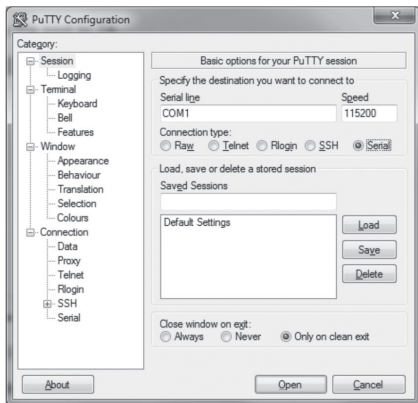 PuTTY Configuration
Category:
Session
Logging
Terminal
Keyboard
Bell
Features
Window
Appearance
Behaviour
Translation
Selection
Colours
Connection
Data
Proxy
Telnet
Rlogin
SSH
Serial
Basic options for your PuTTY session
Specify the destination you want to connect to
Serial line Speed
COM1 115200
Connection type:
Raw Telnet Rlogin SSH Serial
Load, save or delete a stored session
Saved Sessions
Default Settings
Load
Save
Delete
Close window on exit:
Always Never Only on clean exit
About Open Cancel